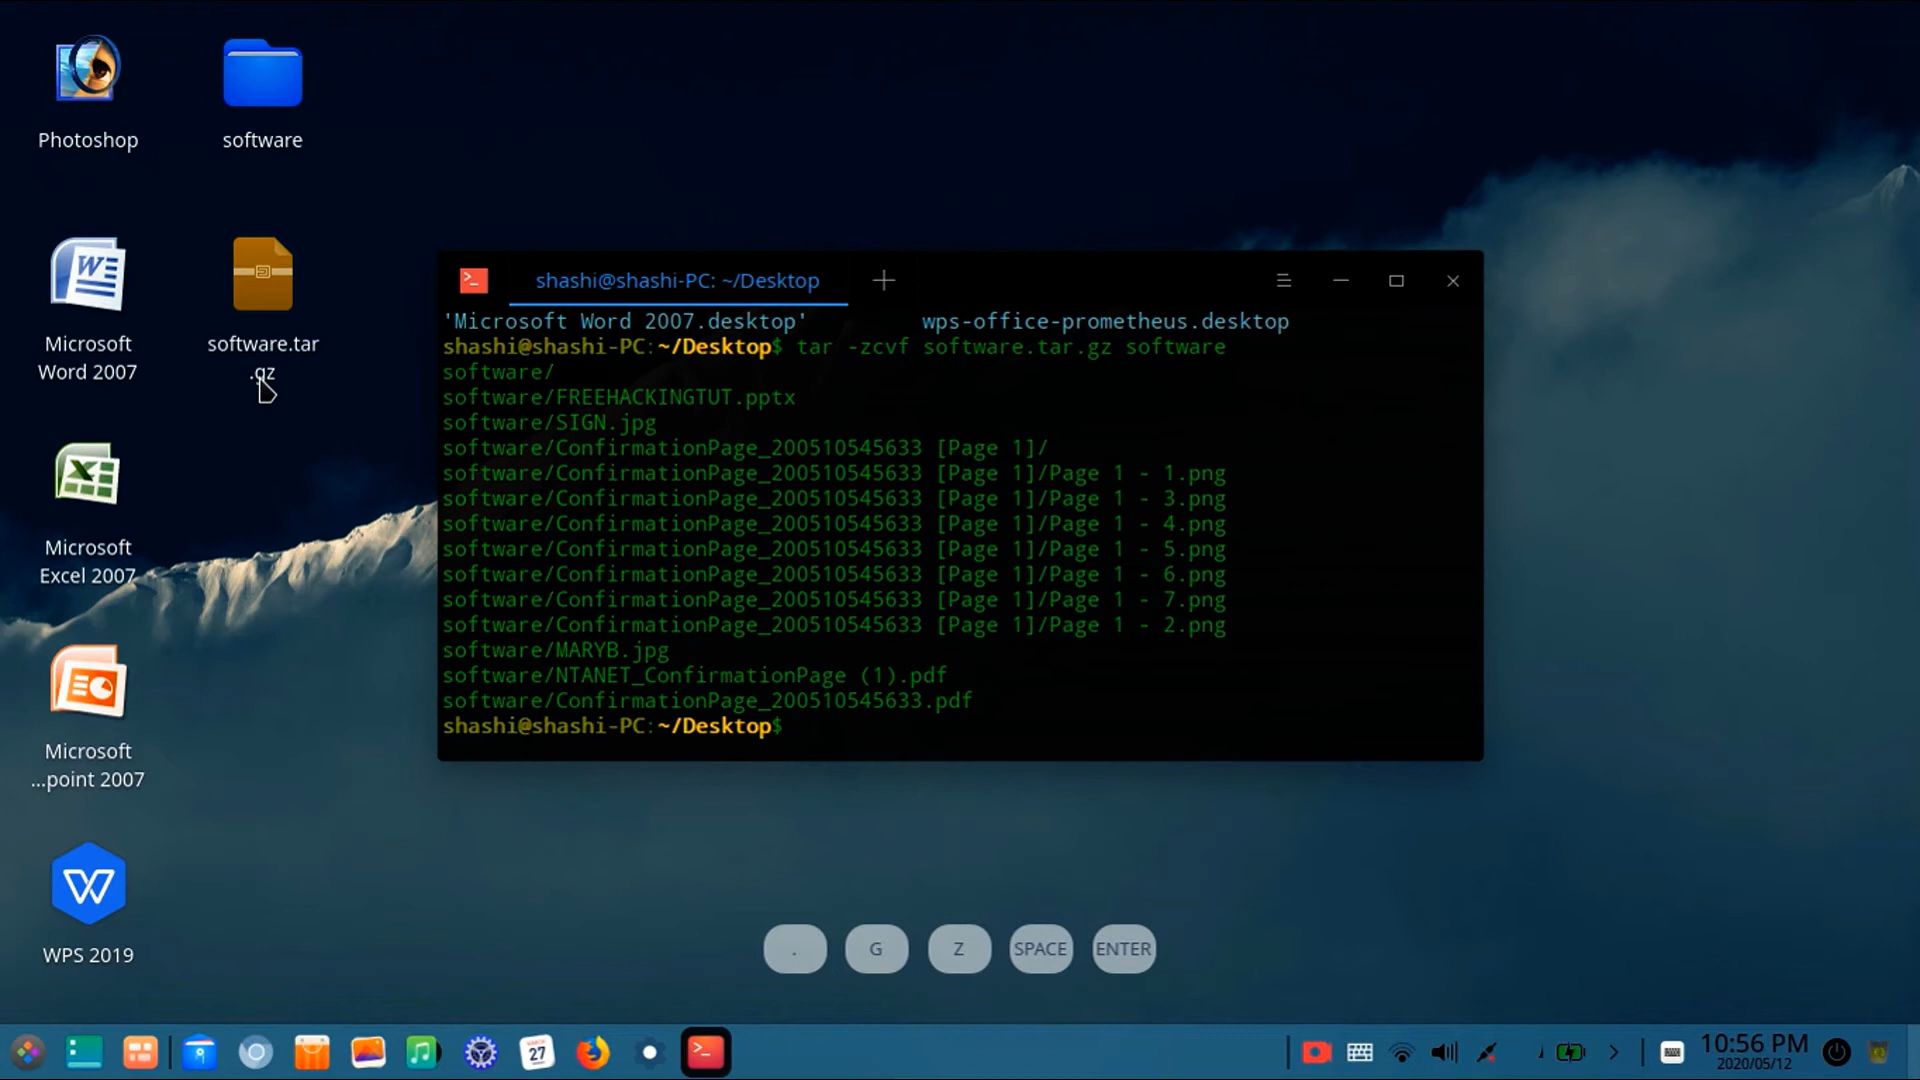 Photoshop
software
Microsoft
Word 2007
software.tar
.gz
Microsoft
Excel 2007
Microsoft
...point 2007
WPS 2019
shashi@shashi-PC: ~/Desktop
'Microsoft Word 2007.desktop' wps-office-prometheus.desktop
shashi@shashi-PC:~/Desktop$ tar -zcvf software.tar.gz software
software/
software/FREEHACKINGTUT.pptx
software/SIGN.jpg
software/ConfirmationPage_200510545633 [Page 1]/
software/ConfirmationPage_200510545633 [Page 1]/Page 1 - 1.png
software/ConfirmationPage_200510545633 [Page 1]/Page 1 - 3.png
software/ConfirmationPage_200510545633 [Page 1]/Page 1 - 4.png
software/ConfirmationPage_200510545633 [Page 1]/Page 1 - 5.png
software/ConfirmationPage_200510545633 [Page 1]/Page 1 - 6.png
software/ConfirmationPage_200510545633 [Page 1]/Page 1 - 7.png
software/ConfirmationPage_200510545633 [Page 1]/Page 1 - 2.png
software/MARYB.jpg
software/NTANET_ConfirmationPage (1).pdf
software/ConfirmationPage_200510545633.pdf
shashi@shashi-PC:~/Desktop$
. G Z SPACE ENTER
27
10:56 PM
2020/05/12